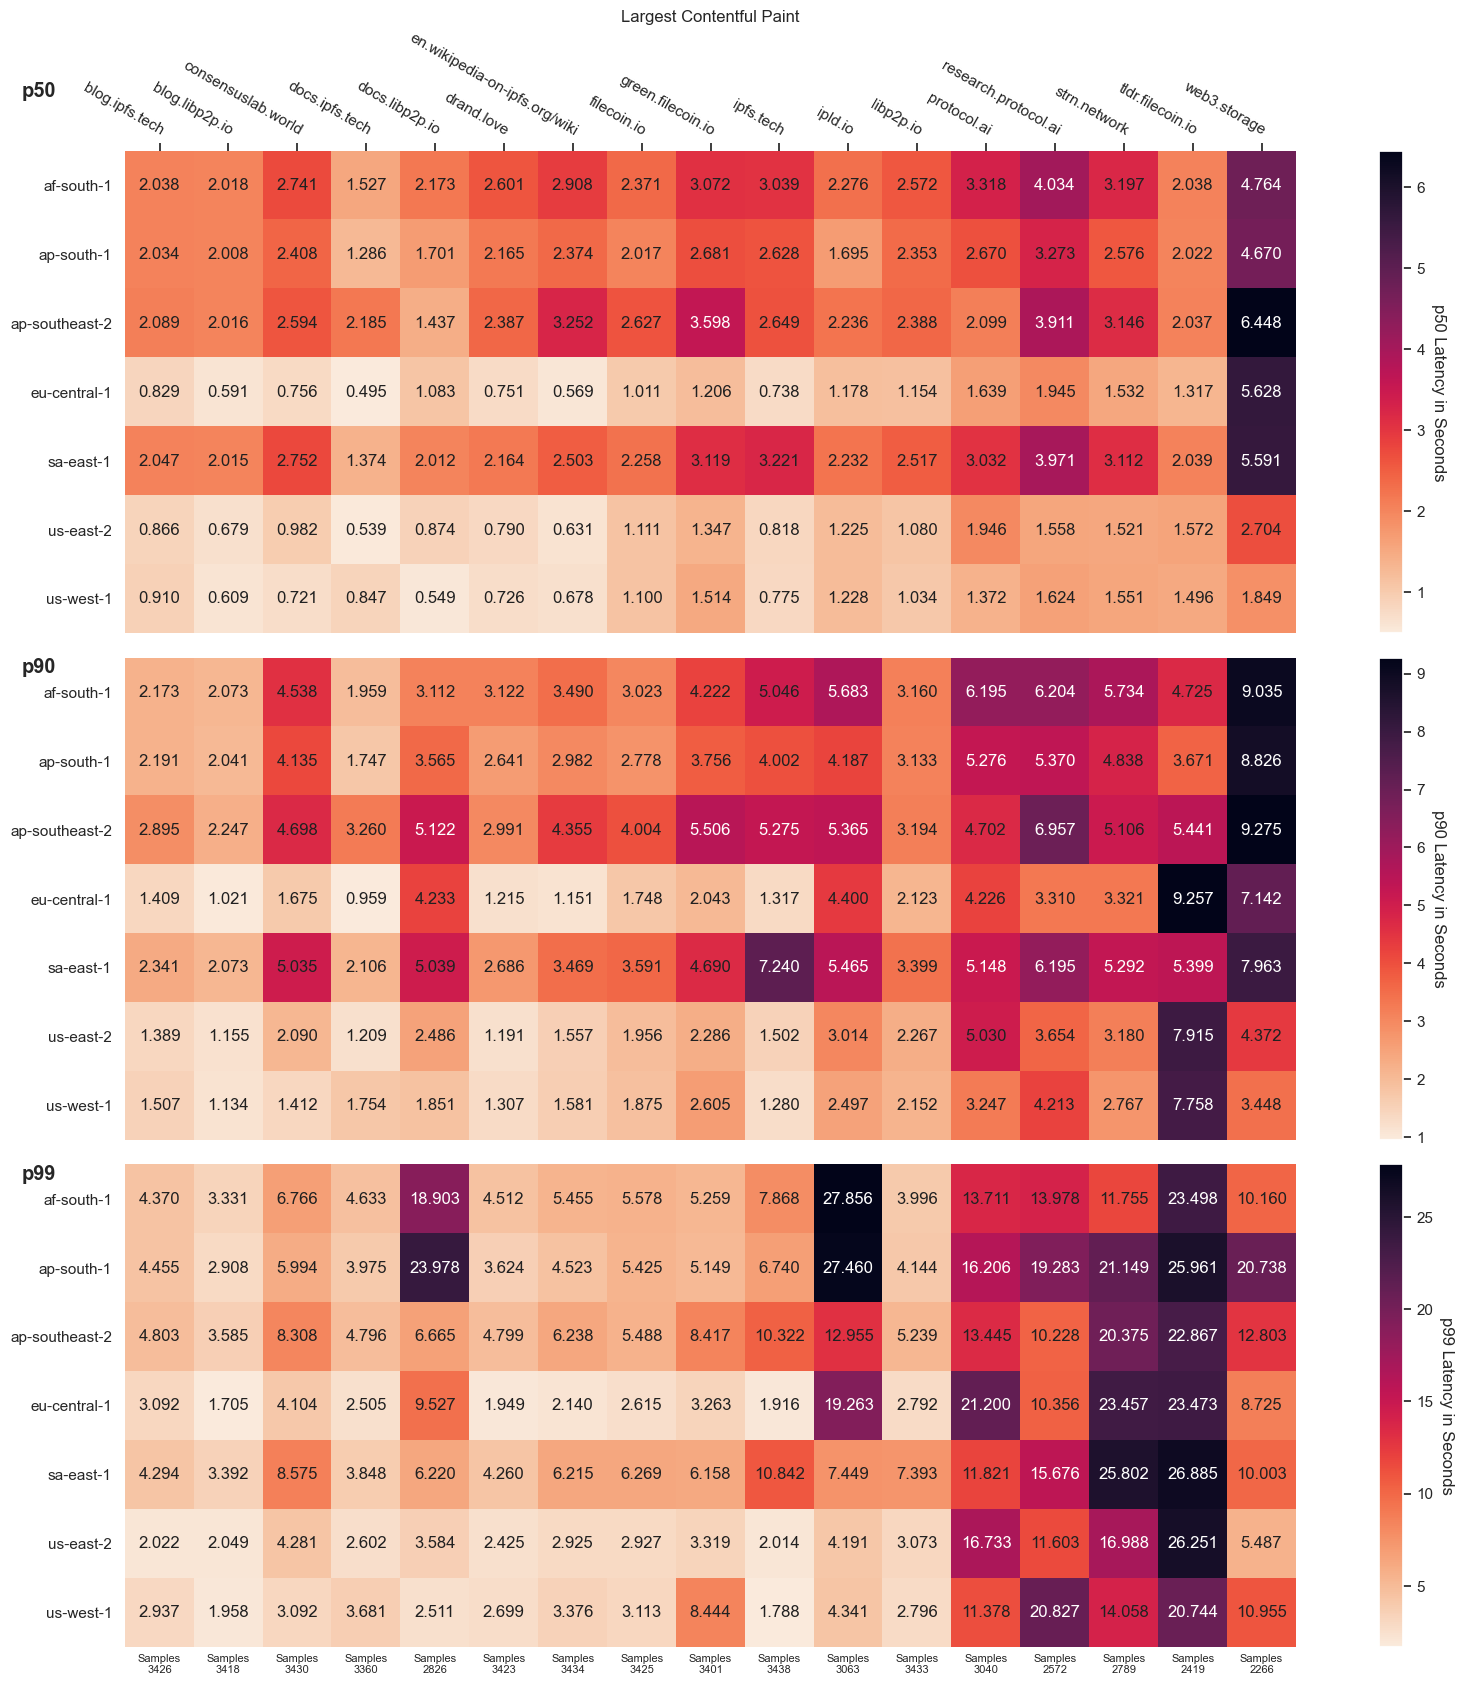 Largest Contentful Paint
p50
blog.ipfs.tech
blog.libp2p.io
consensuslab.world
docs.ipfs.tech
docs.libp2p.io
drand.love
en.wikipedia-on-ipfs.org/wiki
filecoin.io
green.filecoin.io
ipfs.tech
ipld.io
libp2p.io
protocol.ai
research.protocol.ai
strn.network
tldr.filecoin.io
web3.storage
af-south-1 2.038 2.018 2.741 1.527 2.173 2.601 2.908 2.371 3.072 3.039 2.276 2.572 3.318 4.034 3.197 2.038 4.764
ap-south-1 2.034 2.008 2.408 1.286 1.701 2.165 2.374 2.017 2.681 2.628 1.695 2.353 2.670 3.273 2.576 2.022 4.670
ap-southeast-2 2.089 2.016 2.594 2.185 1.437 2.387 3.252 2.627 3.598 2.649 2.236 2.388 2.099 3.911 3.146 2.037 6.448
eu-central-1 0.829 0.591 0.756 0.495 1.083 0.751 0.569 1.011 1.206 0.738 1.178 1.154 1.639 1.945 1.532 1.317 5.628
sa-east-1 2.047 2.015 2.752 1.374 2.012 2.164 2.503 2.258 3.119 3.221 2.232 2.517 3.032 3.971 3.112 2.039 5.591
us-east-2 0.866 0.679 0.982 0.539 0.874 0.790 0.631 1.111 1.347 0.818 1.225 1.080 1.946 1.558 1.521 1.572 2.704
us-west-1 0.910 0.609 0.721 0.847 0.549 0.726 0.678 1.100 1.514 0.775 1.228 1.034 1.372 1.624 1.551 1.496 1.849
6
5
4
3
2
1
p50 Latency in Seconds
p90
af-south-1 2.173 2.073 4.538 1.959 3.112 3.122 3.490 3.023 4.222 5.046 5.683 3.160 6.195 6.204 5.734 4.725 9.035
ap-south-1 2.191 2.041 4.135 1.747 3.565 2.641 2.982 2.778 3.756 4.002 4.187 3.133 5.276 5.370 4.838 3.671 8.826
ap-southeast-2 2.895 2.247 4.698 3.260 5.122 2.991 4.355 4.004 5.506 5.275 5.365 3.194 4.702 6.957 5.106 5.441 9.275
eu-central-1 1.409 1.021 1.675 0.959 4.233 1.215 1.151 1.748 2.043 1.317 4.400 2.123 4.226 3.310 3.321 9.257 7.142
sa-east-1 2.341 2.073 5.035 2.106 5.039 2.686 3.469 3.591 4.690 7.240 5.465 3.399 5.148 6.195 5.292 5.399 7.963
us-east-2 1.389 1.155 2.090 1.209 2.486 1.191 1.557 1.956 2.286 1.502 3.014 2.267 5.030 3.654 3.180 7.915 4.372
us-west-1 1.507 1.134 1.412 1.754 1.851 1.307 1.581 1.875 2.605 1.280 2.497 2.152 3.247 4.213 2.767 7.758 3.448
9
8
7
6
5
4
3
2
1
p90 Latency in Seconds
p99
af-south-1 4.370 3.331 6.766 4.633 18.903 4.512 5.455 5.578 5.259 7.868 27.856 3.996 13.711 13.978 11.755 23.498 10.160
ap-south-1 4.455 2.908 5.994 3.975 23.978 3.624 4.523 5.425 5.149 6.740 27.460 4.144 16.206 19.283 21.149 25.961 20.738
ap-southeast-2 4.803 3.585 8.308 4.796 6.665 4.799 6.238 5.488 8.417 10.322 12.955 5.239 13.445 10.228 20.375 22.867 12.803
eu-central-1 3.092 1.705 4.104 2.505 9.527 1.949 2.140 2.615 3.263 1.916 19.263 2.792 21.200 10.356 23.457 23.473 8.725
sa-east-1 4.294 3.392 8.575 3.848 6.220 4.260 6.215 6.269 6.158 10.842 7.449 7.393 11.821 15.676 25.802 26.885 10.003
us-east-2 2.022 2.049 4.281 2.602 3.584 2.425 2.925 2.927 3.319 2.014 4.191 3.073 16.733 11.603 16.988 26.251 5.487
us-west-1 2.937 1.958 3.092 3.681 2.511 2.699 3.376 3.113 8.444 1.788 4.341 2.796 11.378 20.827 14.058 20.744 10.955
25
20
15
10
5
p99 Latency in Seconds
Samples Samples Samples Samples Samples Samples Samples Samples Samples Samples Samples Samples Samples Samples Samples Samples Samples
3426 3418 3430 3360 2826 3423 3434 3425 3401 3438 3063 3433 3040 2572 2789 2419 2266